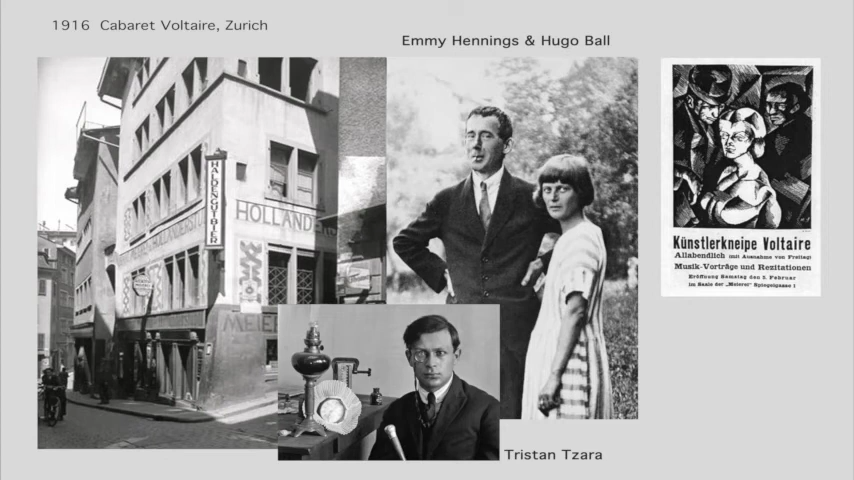 1916 Cabaret Voltaire, Zurich
Emmy Hennings & Hugo Ball
HALDENGUTBIER
HOLLÄNDER
MEIER
Künstlerkneipe Voltaire
Allabendlich (mit Ausnahme von Freitag)
Musik-Vorträge und Rezitationen
Eröffnung Samstag den 5. Februar
im Saale der „Meierei" Spiegelgasse 1
Tristan Tzara